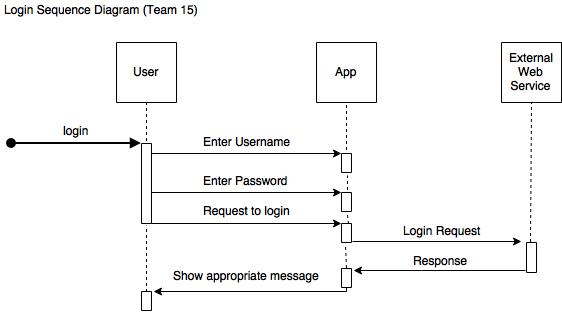 Login Sequence Diagram (Team 15)
User
App
External
Web
Service
login
Enter Username
Enter Password
Request to login
Login Request
Response
Show appropriate message